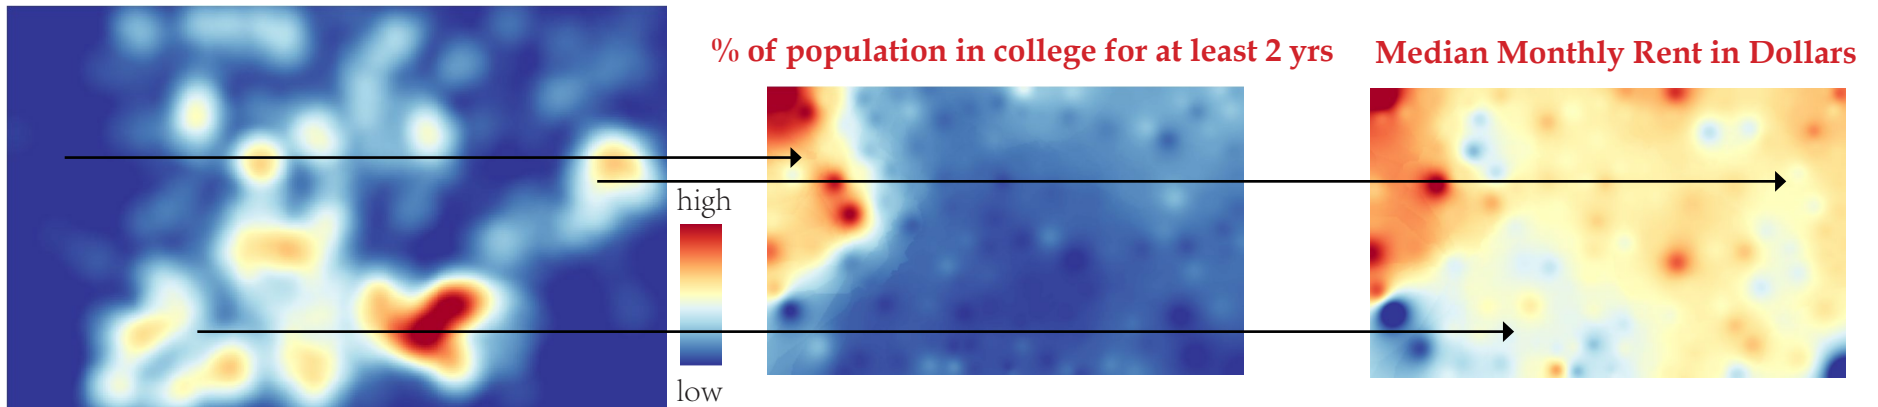 % of population in college for at least 2 yrs
Median Monthly Rent in Dollars
high
low